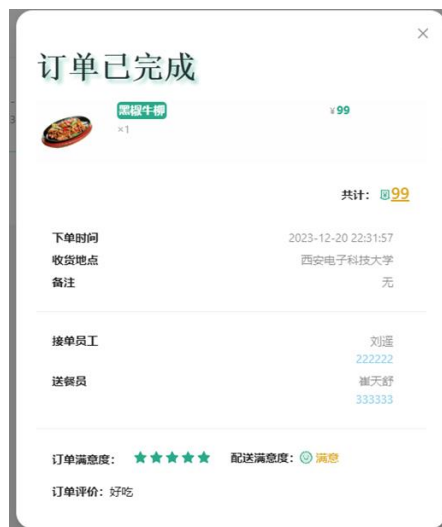 订单已完成
黑椒牛柳 ¥99
×1
共计： 99
下单时间 2023-12-20 22:31:57
收货地点 西安电子科技大学
备注 无
接单员工 刘遥
222222
送餐员 崔天舒
333333
订单满意度： 配送满意度： 满意
订单评价：好吃